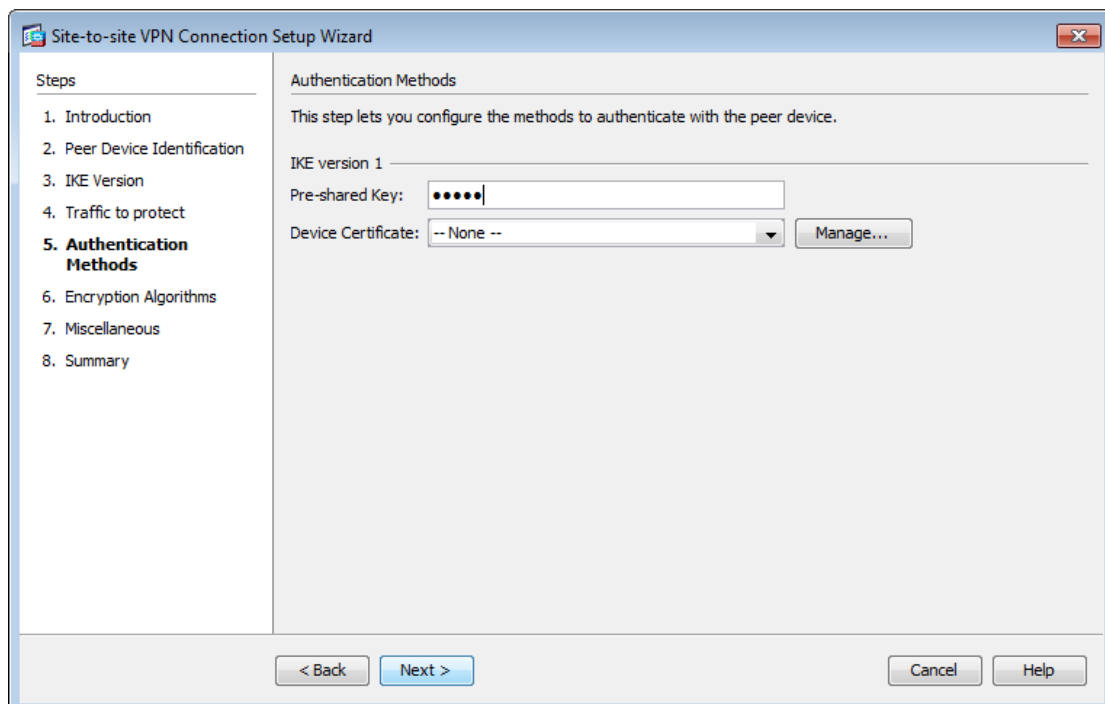 Site-to-site VPN Connection Setup Wizard
Steps
1. Introduction
2. Peer Device Identification
3. IKE Version
4. Traffic to protect
5. Authentication
Methods
6. Encryption Algorithms
7. Miscellaneous
8. Summary
Authentication Methods
This step lets you configure the methods to authenticate with the peer device.
IKE version 1
Pre-shared Key: •••••
Device Certificate: -- None -- Manage...
< Back Next > Cancel Help